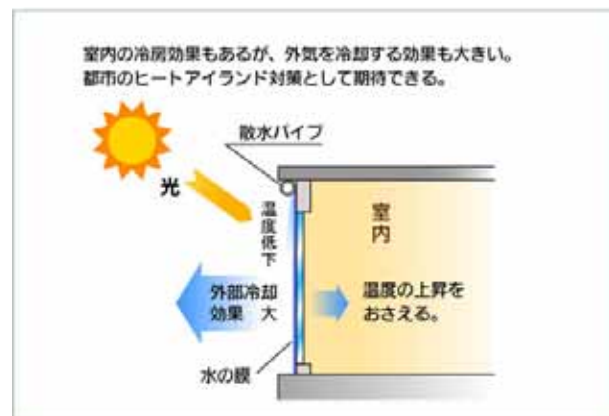 室内の冷房効果もあるが、外気を冷却する効果も大きい。
都市のヒートアイランド対策として期待できる。
散水パイプ
光
温度低下
室内
外部冷却
効果 大
温度の上昇を
おさえる。
水の膜